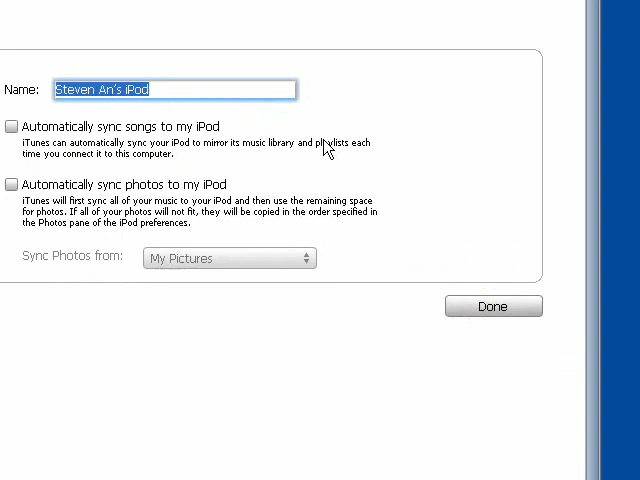 Name: Steven An's iPod
Automatically sync songs to my iPod
iTunes can automatically sync your iPod to mirror its music library and playlists each
time you connect it to this computer.
Automatically sync photos to my iPod
iTunes will first sync all of your music to your iPod and then use the remaining space
for photos. If all of your photos will not fit, they will be copied in the order specified in
the Photos pane of the iPod preferences.
Sync Photos from: My Pictures
Done